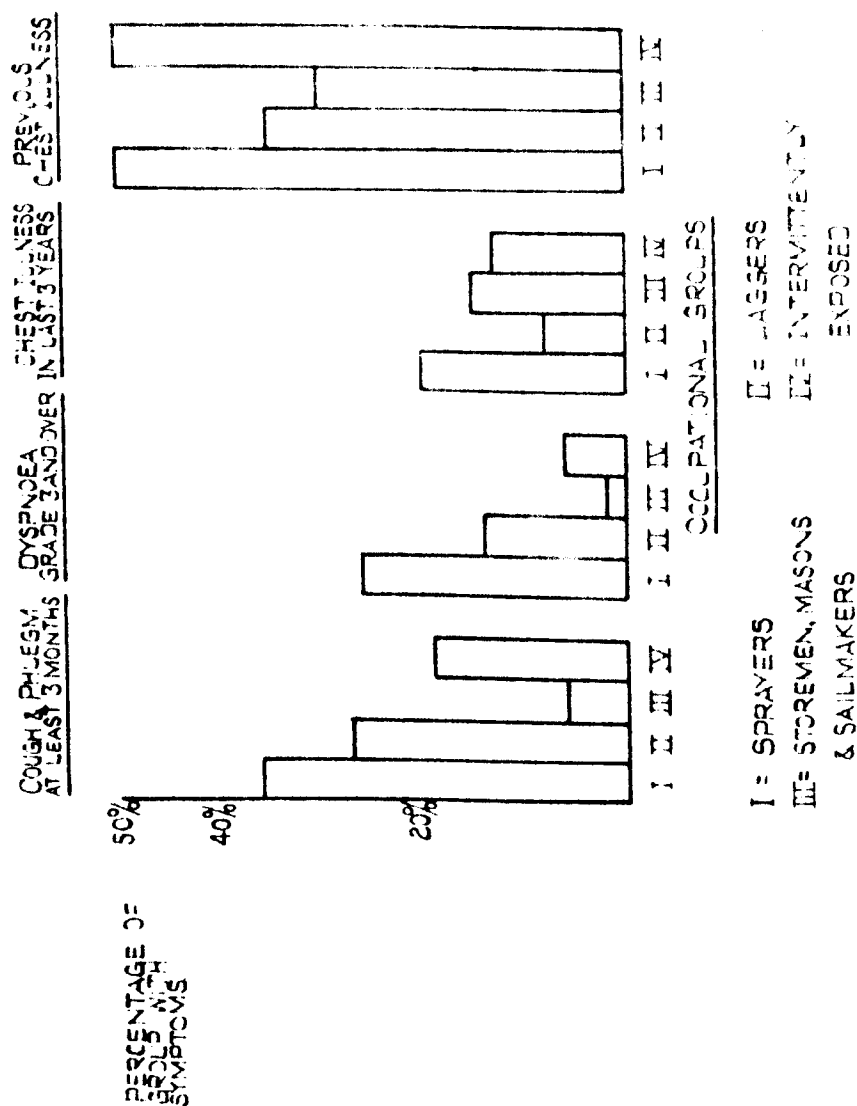 PERCENTAGE OF
GROUPS WITH
SYMPTOMS
COUGH & PHLEGM
AT LEAST 3 MONTHS
DYSPNOEA
GRADE 3 AND OVER
CHEST ILLNESS
IN LAST 3 YEARS
PREVIOUS
CHEST ILLNESS
50%
40%
20%
I II III IV
I II III IV
I II III IV
I II III IV
OCCUPATIONAL GROUPS
I = SPRAYERS
II = LAGGERS
III = STOREMEN, MASONS
& SAILMAKERS
IV = INTERMITTENTLY
EXPOSED